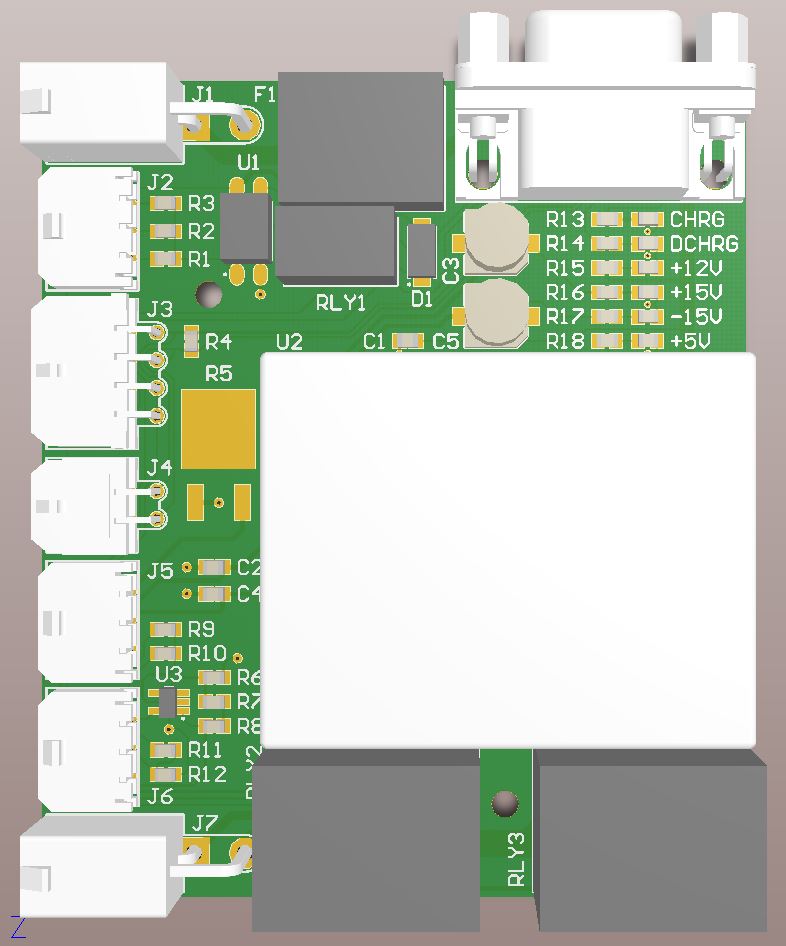 J1 F1
U1
J2
R3
R2
R1
RLY1
D1
C3
R13 CHRG
R14 DCHRG
R15 +12V
R16 +15V
R17 -15V
R18 +5V
J3
R4 U2 C1 C5
R5
J4
J5
C2
C4
R9
R10
U3
R6
R7
R8
R11
R12
J6
J7
RLY3
Z